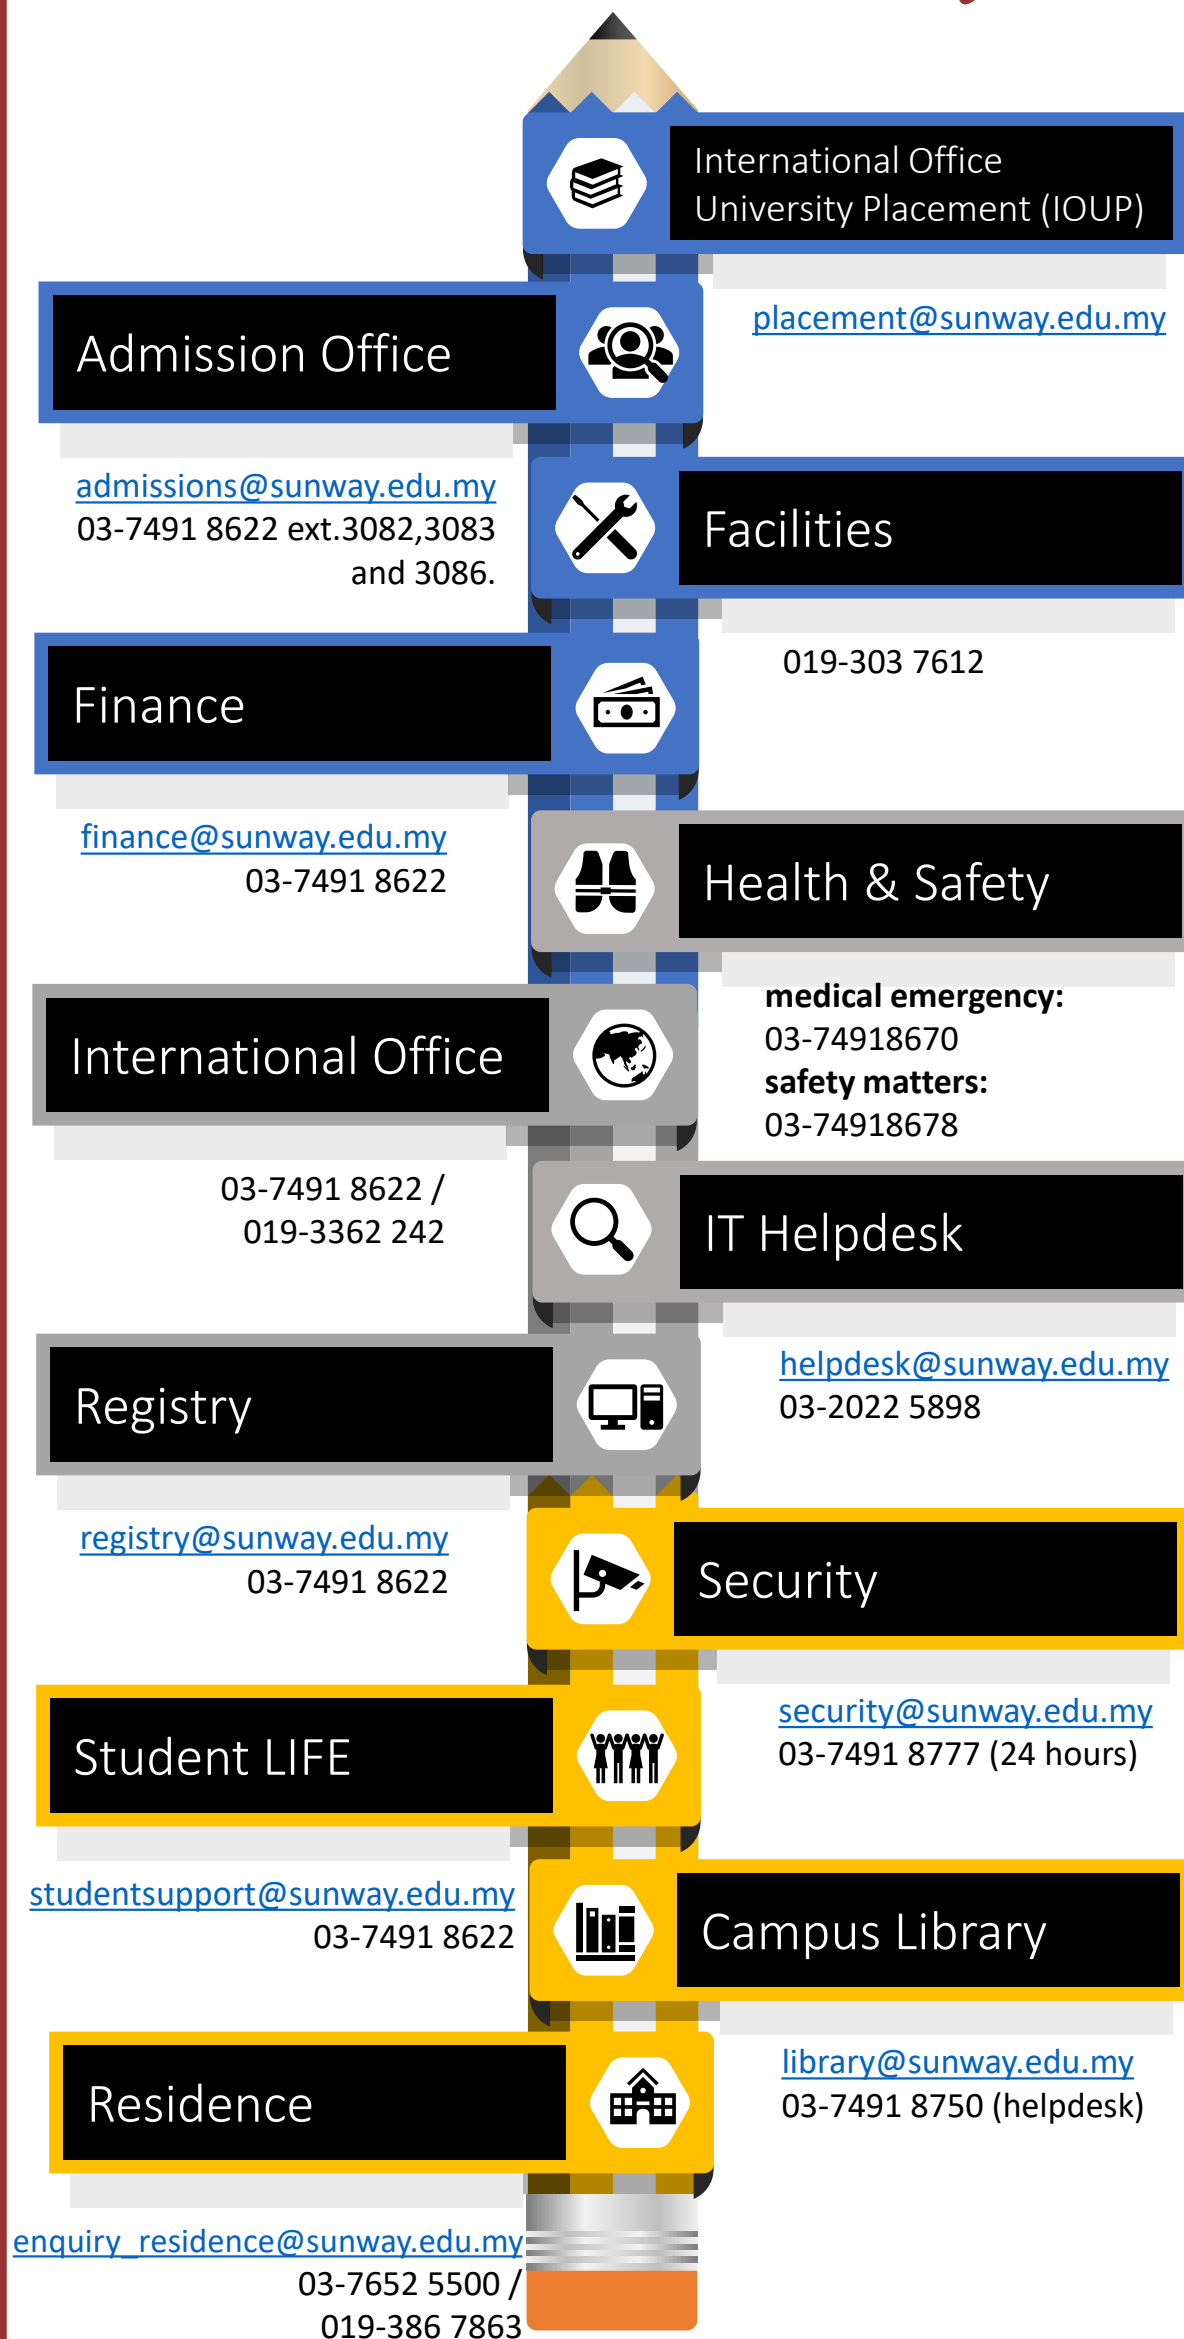 International Office
University Placement (IOUP)
placement@sunway.edu.my
Admission Office
admissions@sunway.edu.my
03-7491 8622 ext.3082,3083
and 3086.
Facilities
019-303 7612
Finance
finance@sunway.edu.my
03-7491 8622
Health & Safety
medical emergency:
03-74918670
safety matters:
03-74918678
International Office
03-7491 8622 /
019-3362 242
IT Helpdesk
helpdesk@sunway.edu.my
03-2022 5898
Registry
registry@sunway.edu.my
03-7491 8622
Security
security@sunway.edu.my
03-7491 8777 (24 hours)
Student LIFE
studentsupport@sunway.edu.my
03-7491 8622
Campus Library
library@sunway.edu.my
03-7491 8750 (helpdesk)
Residence
enquiry_residence@sunway.edu.my
03-7652 5500 /
019-386 7863